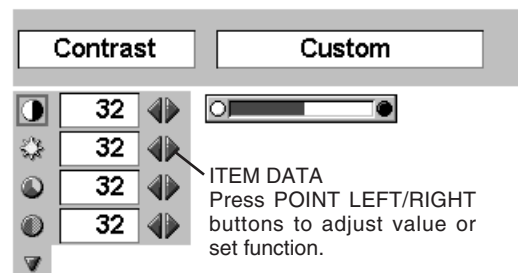 Contrast Custom
32
32
32
32
ITEM DATA
Press POINT LEFT/RIGHT
buttons to adjust value or
set function.